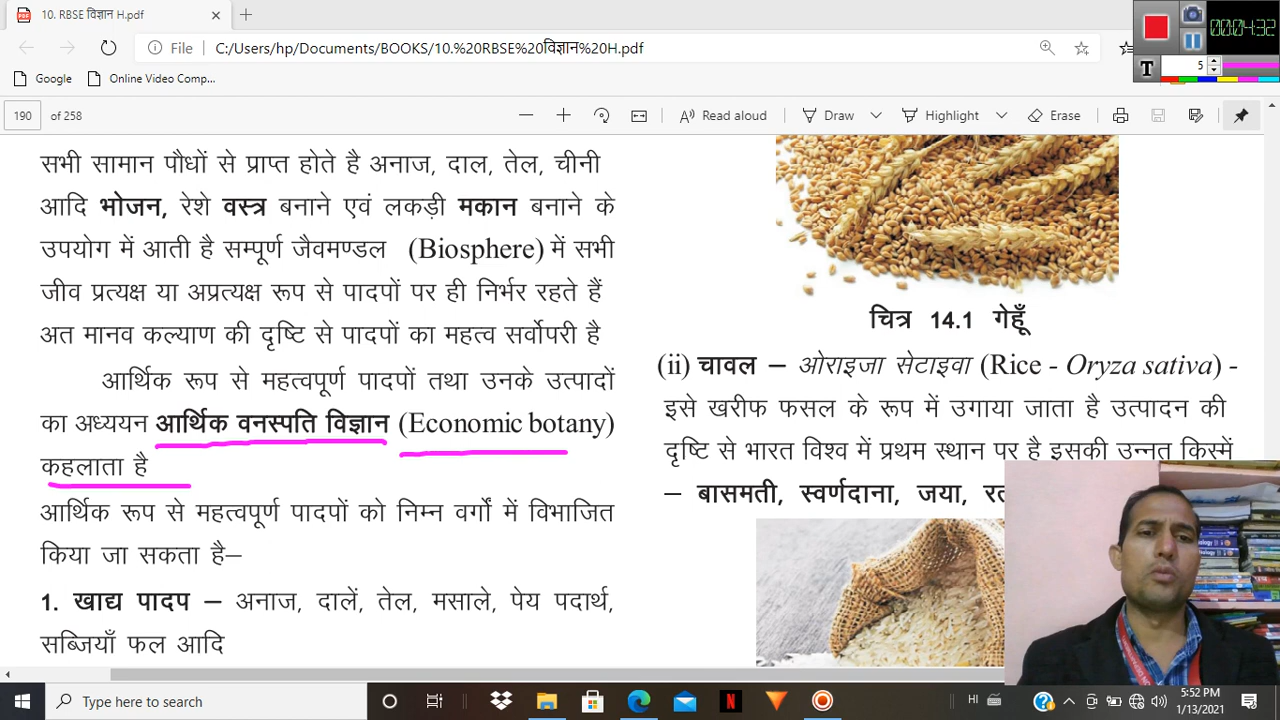 10. RBSE विज्ञान H.pdf
00:04:32
File
C:/Users/hp/Documents/BOOKS/10.%20RBSE%20विज्ञान%20H.pdf
T
5
Google
Online Video Comp...
190
of 258
Read aloud
Draw
Highlight
Erase
सभी सामान पौधों से प्राप्त होते है अनाज, दाल, तेल, चीनी
आदि भोजन, रेशे वस्त्र बनाने एवं लकड़ी मकान बनाने के
उपयोग में आती है सम्पूर्ण जैवमण्डल (Biosphere) में सभी
जीव प्रत्यक्ष या अप्रत्यक्ष रूप से पादपों पर ही निर्भर रहते हैं
अत मानव कल्याण की दृष्टि से पादपों का महत्व सर्वोपरी है
आर्थिक रूप से महत्वपूर्ण पादपों तथा उनके उत्पादों
का अध्ययन आर्थिक वनस्पति विज्ञान (Economic botany)
कहलाता है
आर्थिक रूप से महत्वपूर्ण पादपों को निम्न वर्गों में विभाजित
किया जा सकता है–
1. खाद्य पादप – अनाज, दालें, तेल, मसाले, पेय पदार्थ,
सब्जियाँ फल आदि
चित्र 14.1 गेहूँ
(ii) चावल – ओराइजा सेटाइवा (Rice - Oryza sativa) -
इसे खरीफ फसल के रूप में उगाया जाता है उत्पादन की
दृष्टि से भारत विश्व में प्रथम स्थान पर है इसकी उन्नत किस्में
– बासमती, स्वर्णदाना, जया,
Type here to search
HI
5:52 PM
1/13/2021